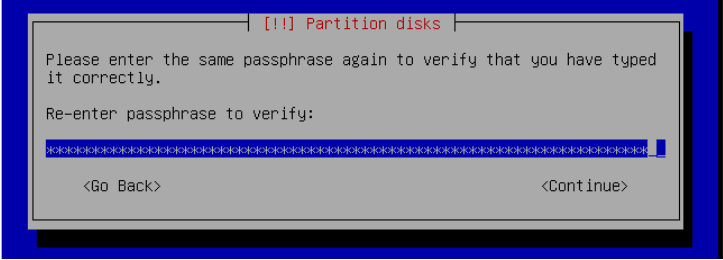 [!!] Partition disks
Please enter the same passphrase again to verify that you have typed
it correctly.
Re-enter passphrase to verify:
*******************************************************************_
<Go Back> <Continue>